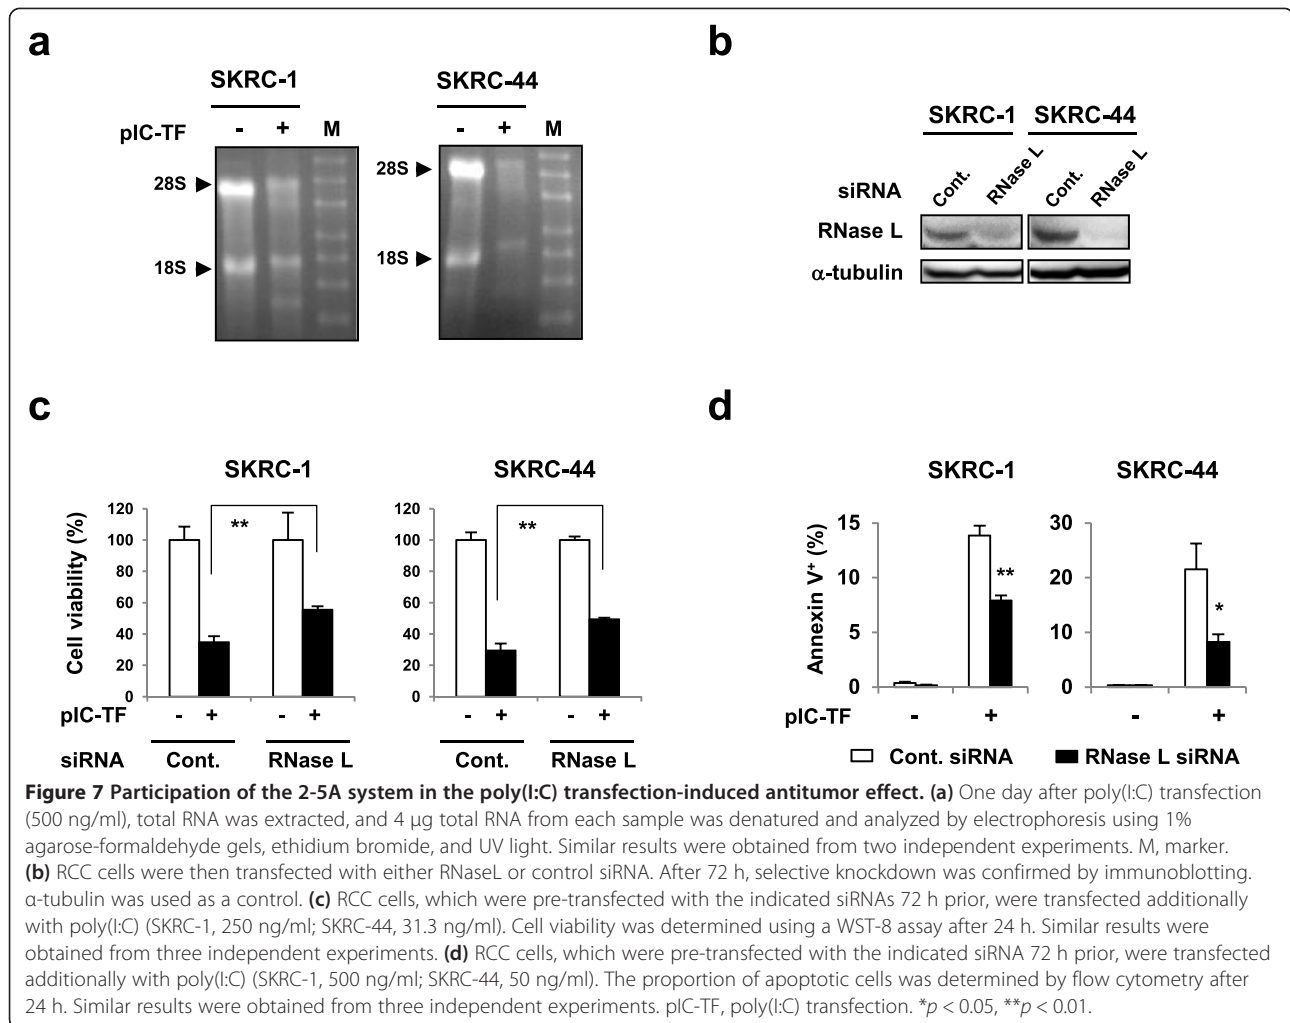 a
SKRC-1
SKRC-44
pIC-TF - + M
- + M
28S
18S
28S
18S
b
SKRC-1 SKRC-44
siRNA Cont. RNase L Cont. RNase L
RNase L
α-tubulin
c
SKRC-1
Cell viability (%)
120
100
80
60
40
20
0
**
pIC-TF - + - +
siRNA Cont. RNase L
SKRC-44
120
100
80
60
40
20
0
**
- + - +
Cont. RNase L
d
SKRC-1
Annexin V⁺ (%)
15
10
5
0
**
pIC-TF - +
SKRC-44
30
20
10
0
*
- +
Cont. siRNA RNase L siRNA
Figure 7 Participation of the 2-5A system in the poly(I:C) transfection-induced antitumor effect. (a) One day after poly(I:C) transfection
(500 ng/ml), total RNA was extracted, and 4 μg total RNA from each sample was denatured and analyzed by electrophoresis using 1%
agarose-formaldehyde gels, ethidium bromide, and UV light. Similar results were obtained from two independent experiments. M, marker.
(b) RCC cells were then transfected with either RNaseL or control siRNA. After 72 h, selective knockdown was confirmed by immunoblotting.
α-tubulin was used as a control. (c) RCC cells, which were pre-transfected with the indicated siRNAs 72 h prior, were transfected additionally
with poly(I:C) (SKRC-1, 250 ng/ml; SKRC-44, 31.3 ng/ml). Cell viability was determined using a WST-8 assay after 24 h. Similar results were
obtained from three independent experiments. (d) RCC cells, which were pre-transfected with the indicated siRNA 72 h prior, were transfected
additionally with poly(I:C) (SKRC-1, 500 ng/ml; SKRC-44, 50 ng/ml). The proportion of apoptotic cells was determined by flow cytometry after
24 h. Similar results were obtained from three independent experiments. pIC-TF, poly(I:C) transfection. *p < 0.05, **p < 0.01.